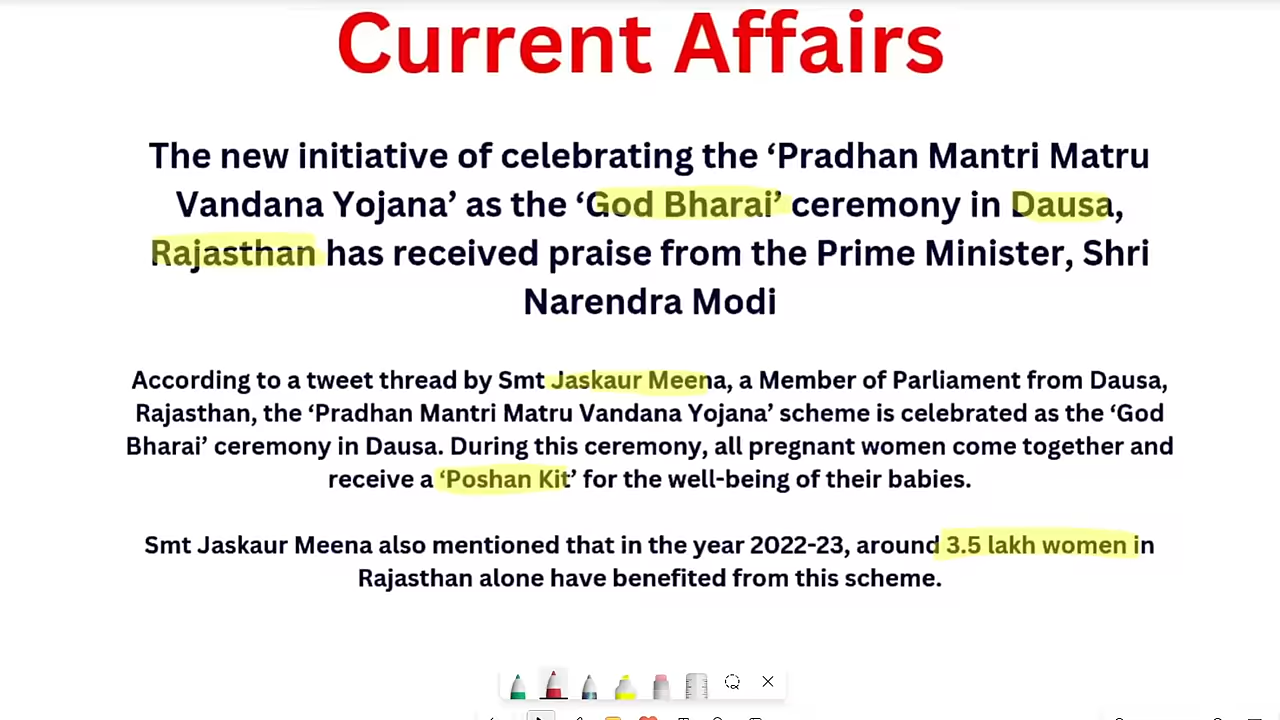 Current Affairs
The new initiative of celebrating the ‘Pradhan Mantri Matru
Vandana Yojana’ as the ‘God Bharai’ ceremony in Dausa,
Rajasthan has received praise from the Prime Minister, Shri
Narendra Modi
According to a tweet thread by Smt Jaskaur Meena, a Member of Parliament from Dausa,
Rajasthan, the ‘Pradhan Mantri Matru Vandana Yojana’ scheme is celebrated as the ‘God
Bharai’ ceremony in Dausa. During this ceremony, all pregnant women come together and
receive a ‘Poshan Kit’ for the well-being of their babies.
Smt Jaskaur Meena also mentioned that in the year 2022-23, around 3.5 lakh women in
Rajasthan alone have benefited from this scheme.